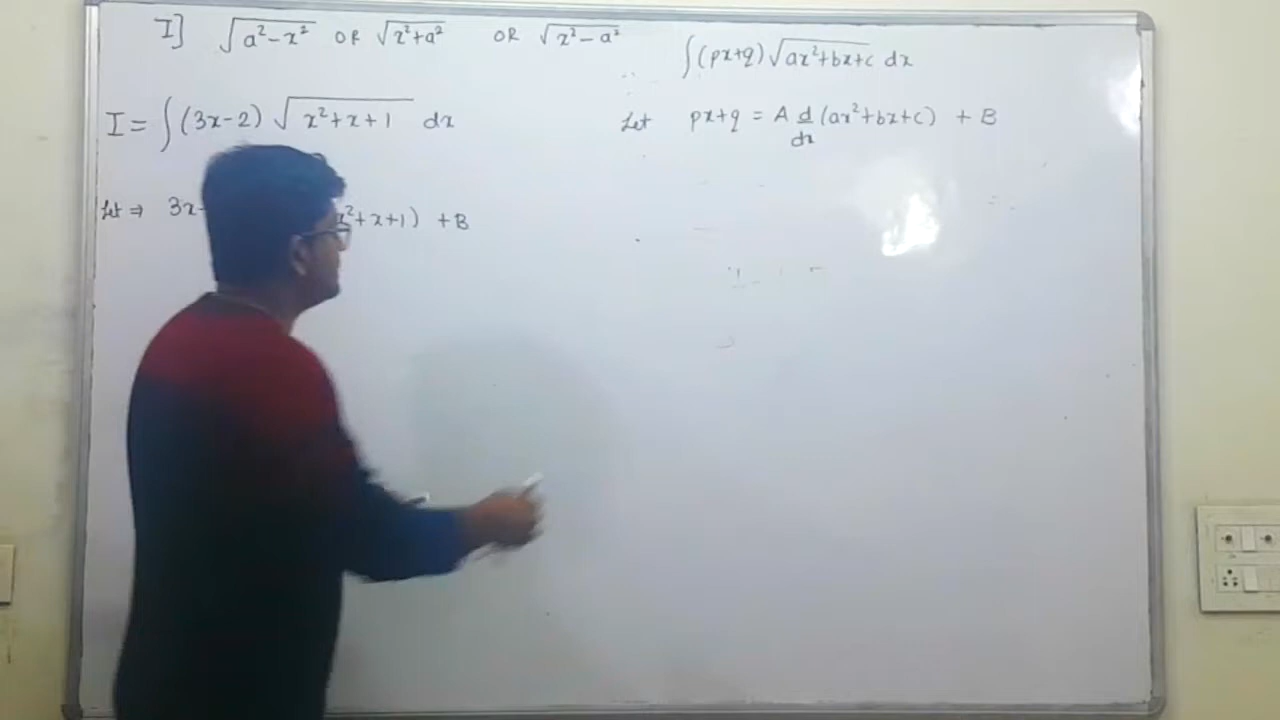 I] √(a²-x²) OR √(x²+a²) OR √(x²-a²)
I = ∫(3x-2) √(x²+x+1) dx
Let ⇒ 3x- x²+x+1) +B
∫(px+q)√(ax²+bx+c) dx
Let px+q = A d/dx (ax²+bx+c) + B